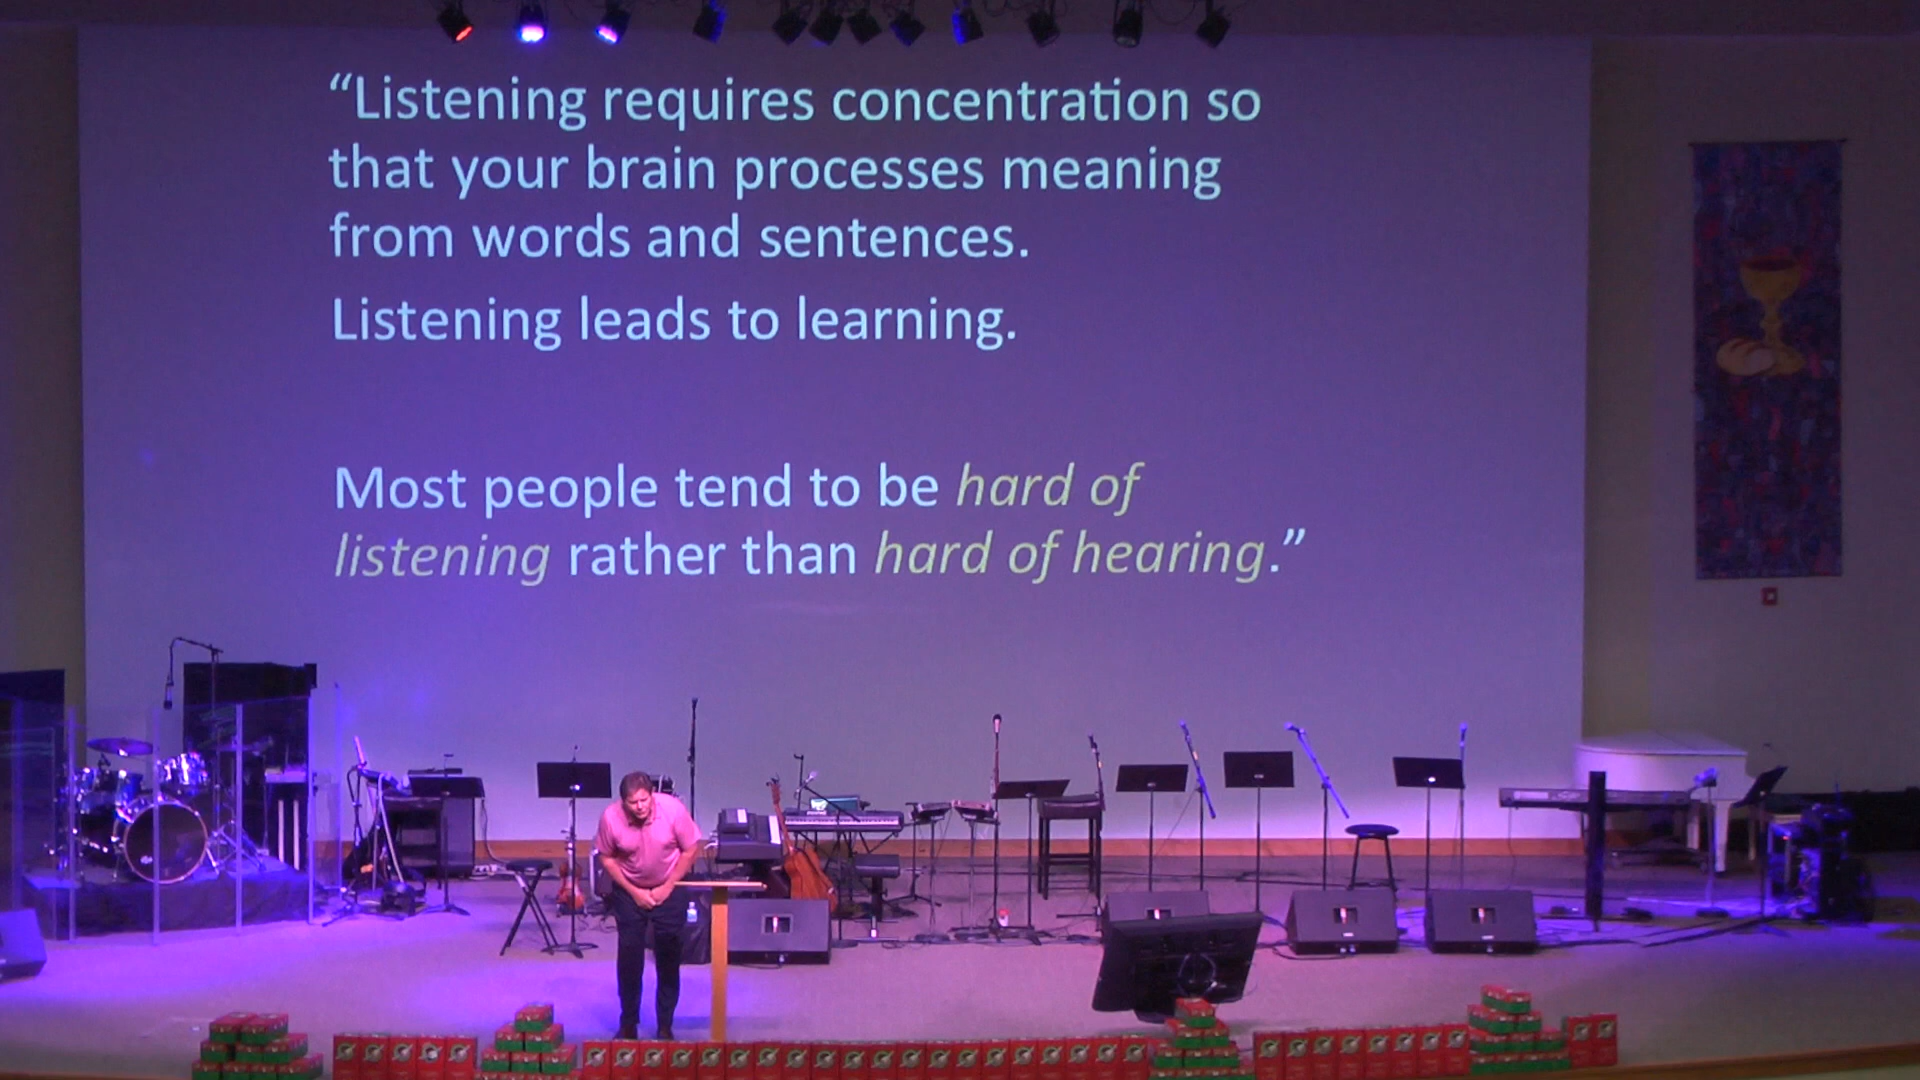 “Listening requires concentration so
that your brain processes meaning
from words and sentences.
Listening leads to learning.
Most people tend to be hard of
listening rather than hard of hearing.”